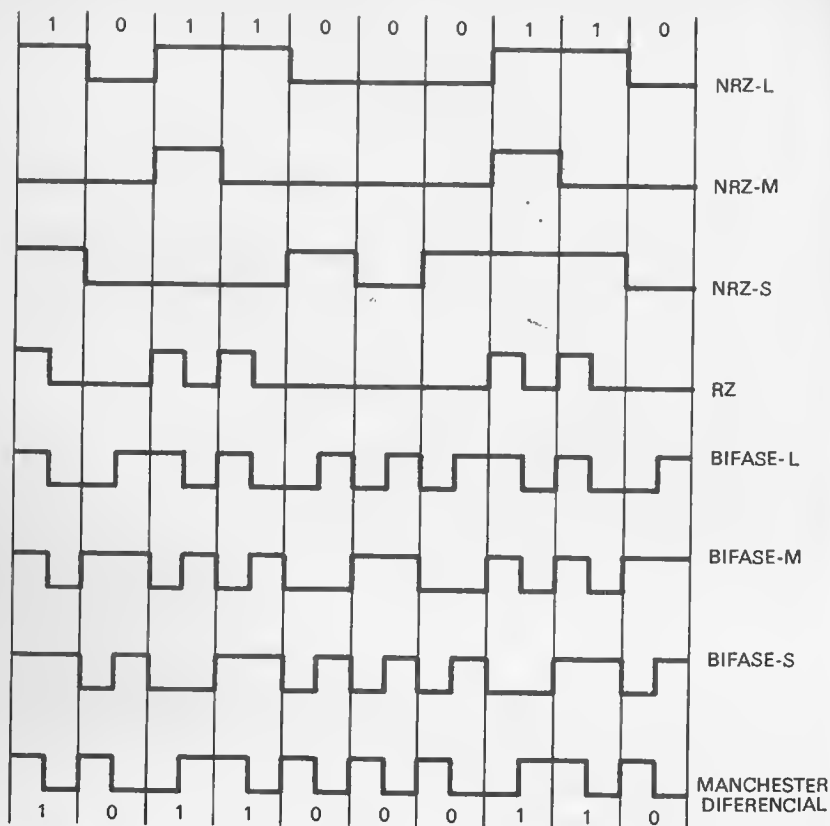 1 0 1 1 0 0 0 1 1 0
NRZ-L
NRZ-M
NRZ-S
RZ
BIFASE-L
BIFASE-M
BIFASE-S
MANCHESTER
DIFERENCIAL
1 0 1 1 0 0 0 1 1 0